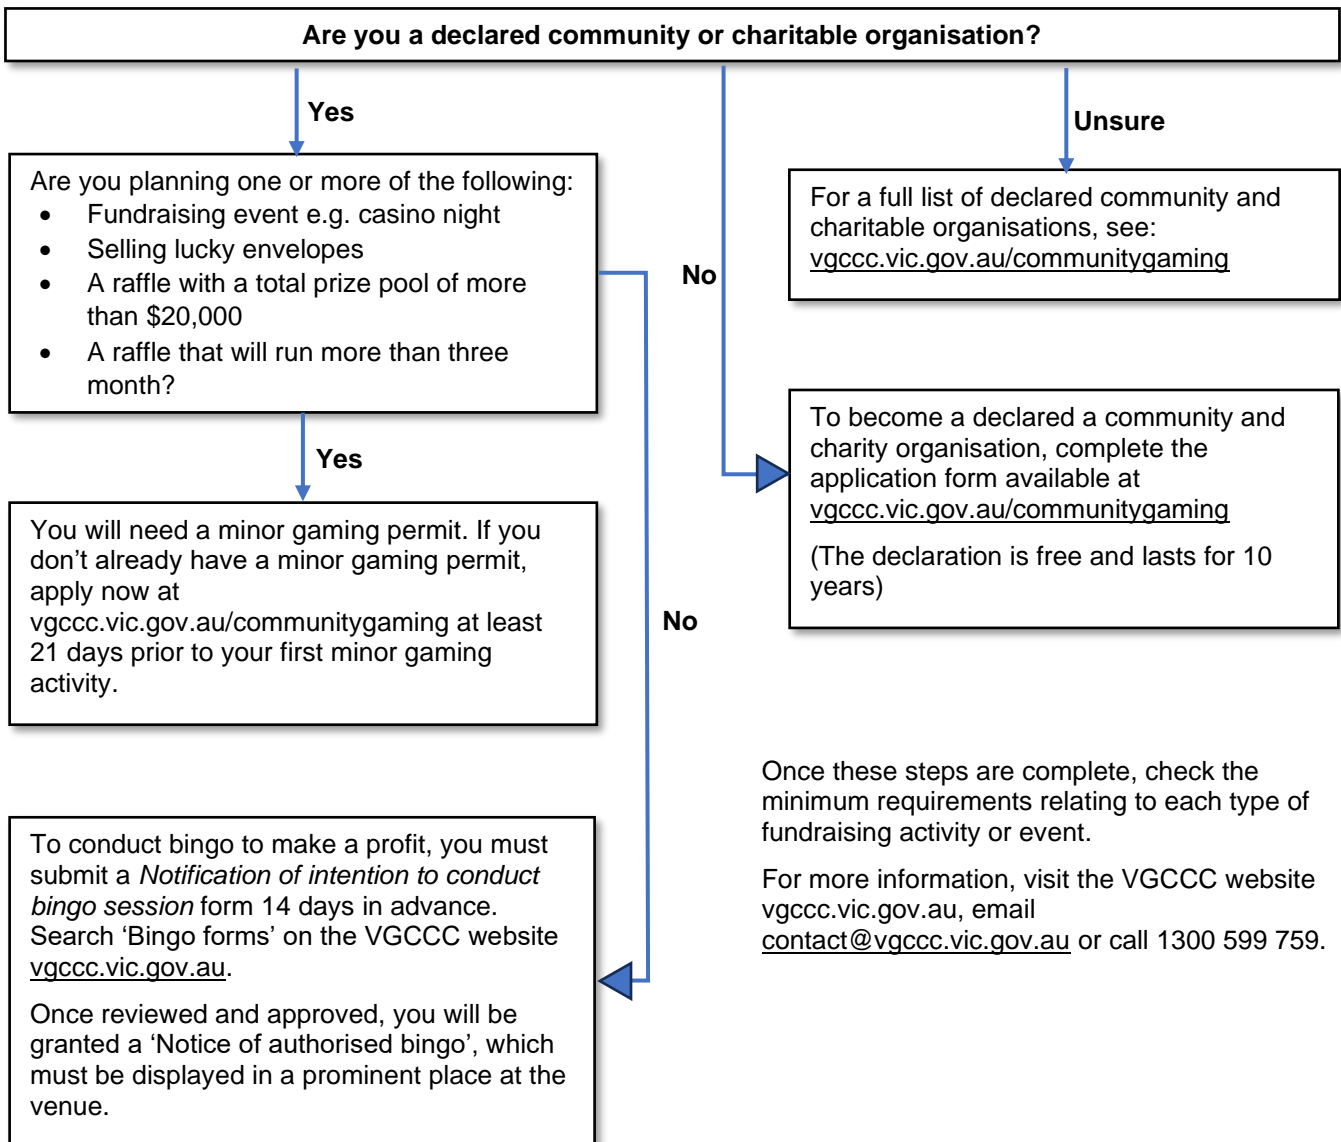 Are you a declared community or charitable organisation?
Yes
Are you planning one or more of the following:
• Fundraising event e.g. casino night
• Selling lucky envelopes
• A raffle with a total prize pool of more
than $20,000
• A raffle that will run more than three
month?
Yes
You will need a minor gaming permit. If you
don’t already have a minor gaming permit,
apply now at
vgccc.vic.gov.au/communitygaming at least
21 days prior to your first minor gaming
activity.
No
To conduct bingo to make a profit, you must
submit a Notification of intention to conduct
bingo session form 14 days in advance.
Search ‘Bingo forms’ on the VGCCC website
vgccc.vic.gov.au.
Once reviewed and approved, you will be
granted a ‘Notice of authorised bingo’, which
must be displayed in a prominent place at the
venue.
Unsure
For a full list of declared community and
charitable organisations, see:
vgccc.vic.gov.au/communitygaming
No
To become a declared a community and
charity organisation, complete the
application form available at
vgccc.vic.gov.au/communitygaming
(The declaration is free and lasts for 10
years)
Once these steps are complete, check the
minimum requirements relating to each type of
fundraising activity or event.
For more information, visit the VGCCC website
vgccc.vic.gov.au, email
contact@vgccc.vic.gov.au or call 1300 599 759.